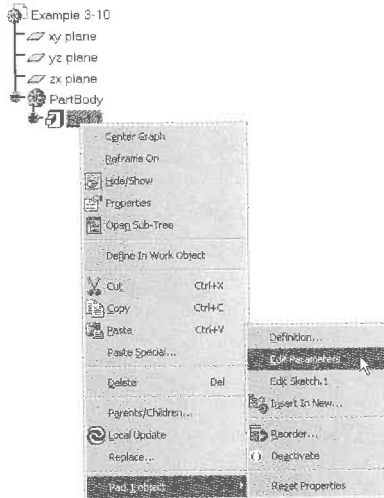 Example 3-10
xy plane
yz plane
zx plane
PartBody
Center Graph
Reframe On
Hide/Show
Properties
Open Sub-Tree
Define In Work Object
Cut Ctrl+X
Copy Ctrl+C
Paste Ctrl+V
Paste Special...
Delete Del
Parents/Children...
Local Update
Replace...
Pad.1 object
Definition...
Edit Parameters
Edit Sketch.1
Insert In New...
Reorder...
Deactivate
Reset Properties